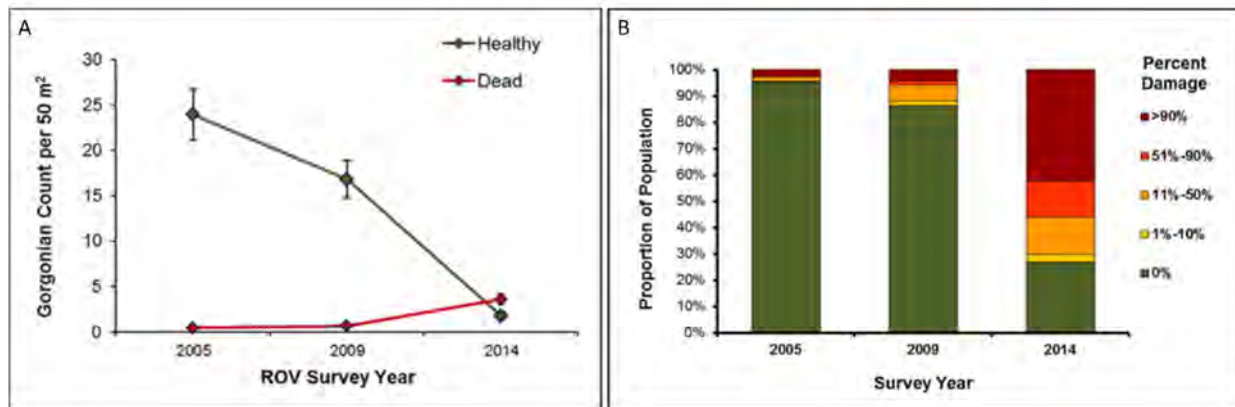 A
Healthy
Dead
30
25
20
15
10
5
0
Gorgonian Count per 50 m²
2005
2009
2014
ROV Survey Year
B
100%
90%
80%
70%
60%
50%
40%
30%
20%
10%
0%
Proportion of Population
2005
2009
2014
Survey Year
Percent
Damage
>90%
51%-90%
11%-50%
1%-10%
0%